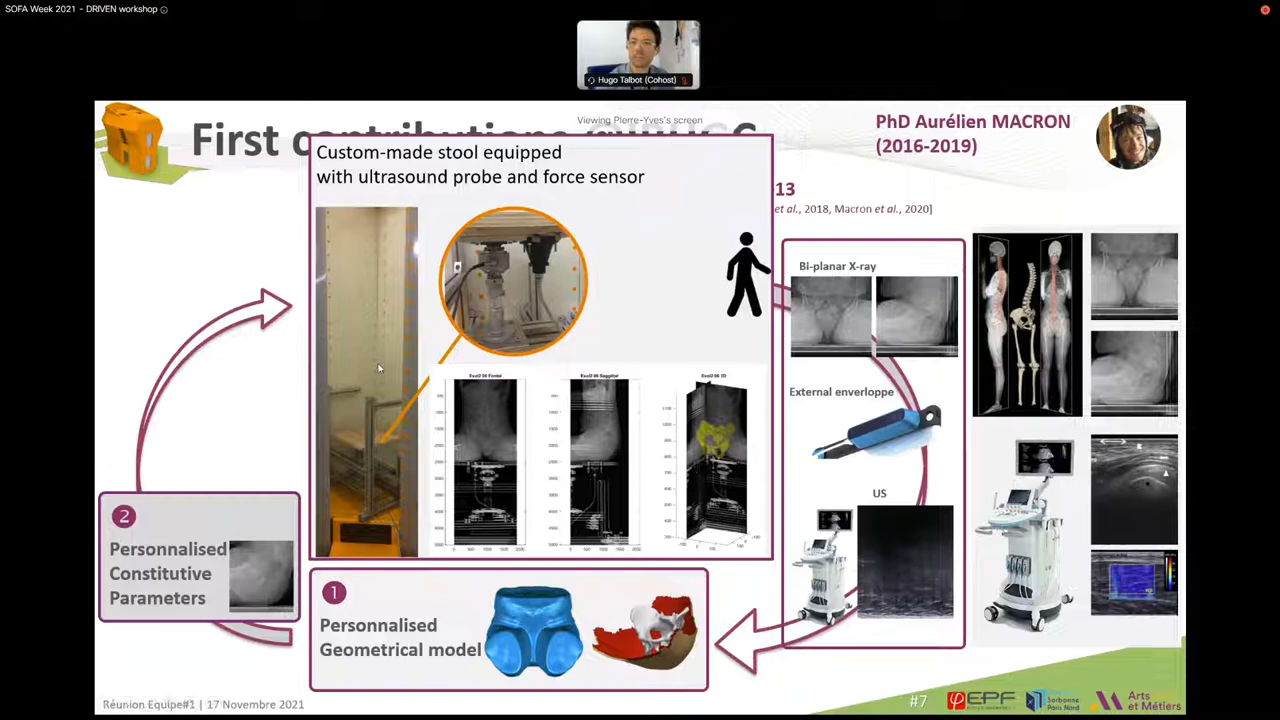 SOFA Week 2021 - DRIVEN workshop
Hugo Talbot (Cohost)
Viewing Pierre-Yves's screen
First contributions
PhD Aurélien MACRON
(2016-2019)
Custom-made stool equipped
with ultrasound probe and force sensor
13
et al., 2018, Macron et al., 2020]
Bi-planar X-ray
External enverloppe
US
2
Personnalised
Constitutive
Parameters
1
Personnalised
Geometrical model
Réunion Equipe#1 | 17 Novembre 2021
#7
EPF
Sorbonne
Paris Nord
Arts
et Métiers